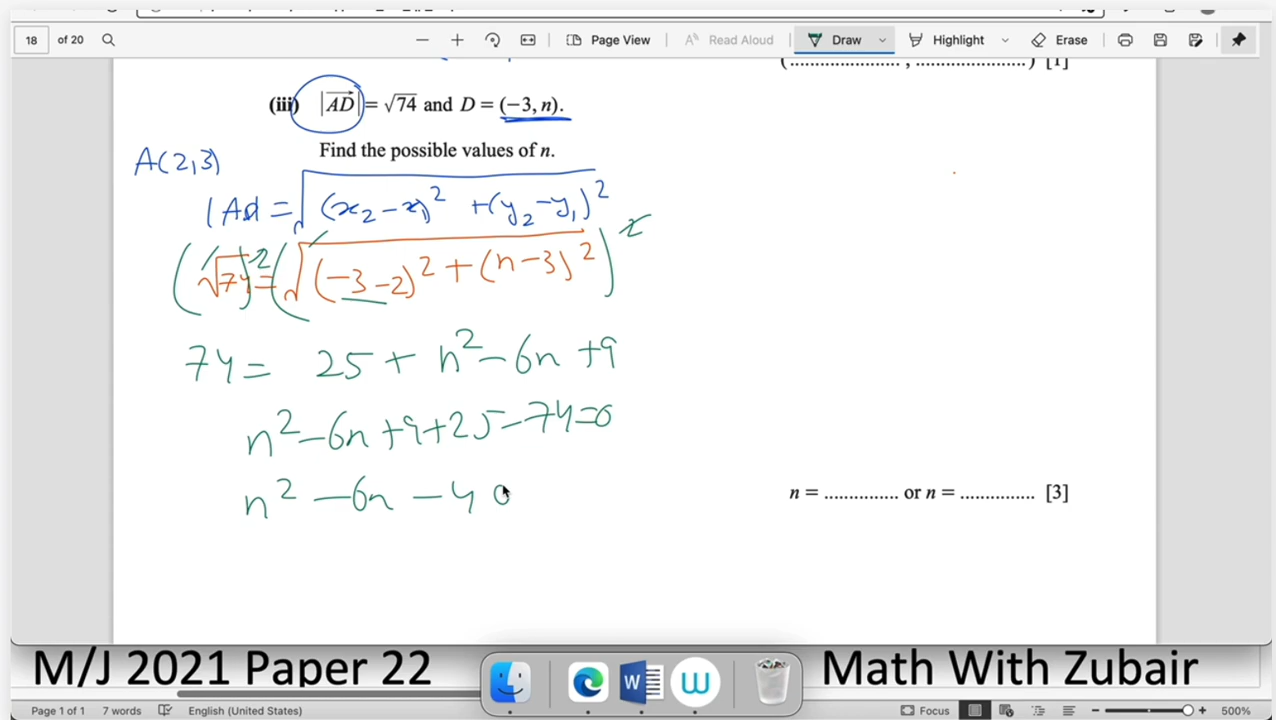 18 of 20 Page View Read Aloud Draw Highlight Erase
(...................... , ......................) [1]
(iii) |AD| = √74 and D = (−3, n).
Find the possible values of n.
A(2,3)
|AD| = √(x₂−x₁)² + (y₂−y₁)²
(√74)² = (√(−3−2)² + (n−3)²)²
74 = 25 + n² − 6n + 9
n² − 6n + 9 + 25 − 74 = 0
n² − 6n − 40
n = ............... or n = ............... [3]
M/J 2021 Paper 22 Math With Zubair
Page 1 of 1 7 words English (United States) Focus 500%